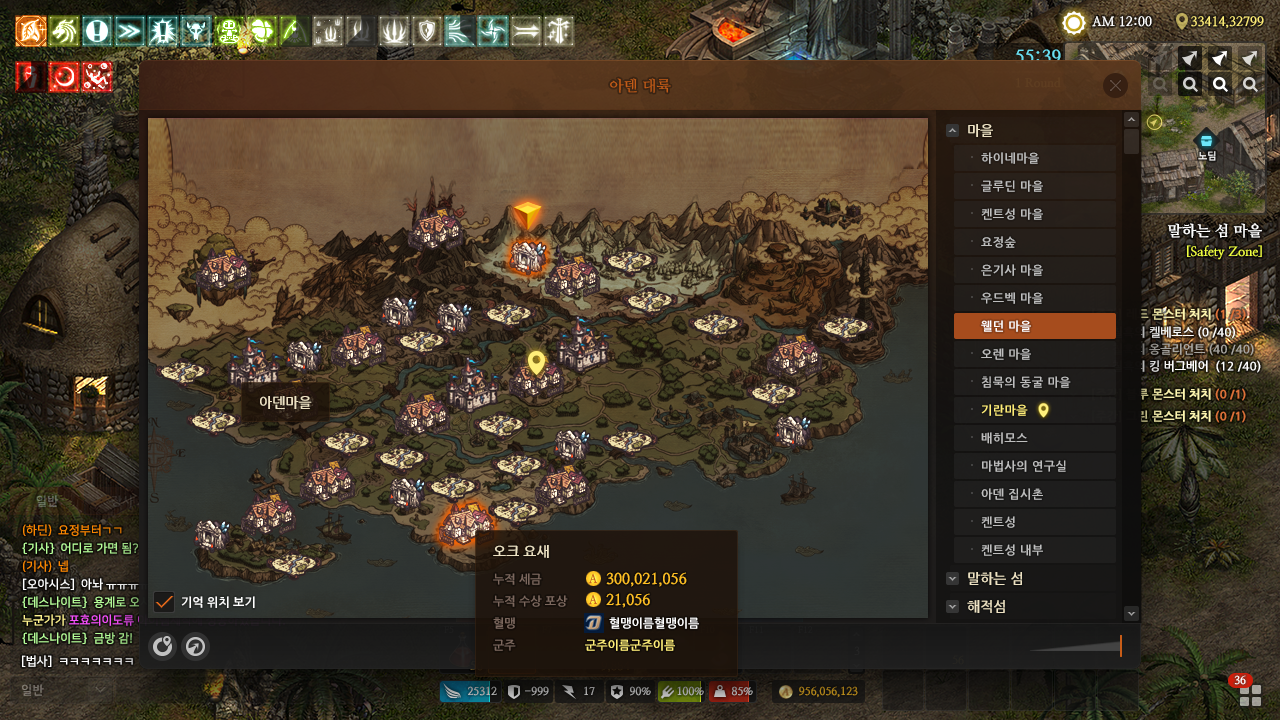 AM 12:00
33414,32799
55:39
아덴 대륙
노딤
말하는 섬 마을
[Safety Zone]
마을
하이네마을
글루딘 마을
켄트성 마을
요정숲
은기사 마을
우드벡 마을
웰던 마을
오렌 마을
침묵의 동굴 마을
기란마을
배히모스
마법사의 연구실
아덴 집시촌
켄트성
켄트성 내부
말하는 섬
해적섬
몬스터 처치 (1
켈베로스 (0 /40)
옹골리언트 (40 /40)
킹 버그베어 (12 /40)
몬스터 처치 (0 /1)
몬스터 처치 (0 /1)
아덴마을
오크 요새
누적 세금
300,021,056
누적 수상 포상
21,056
혈맹
혈맹이름혈맹이름
군주
군주이름군주이름
기억 위치 보기
일반
(하딘) 요정부터ㄱㄱ
{기사} 어디로 가면 됨?
(기사) 넵
[오아시스] 아놔 ㅠㅠㅠ
{데스나이트} 용계로 오
누군가가 포효의이도류
{데스나이트} 금방 감!
[법사] ㅋㅋㅋㅋㅋㅋㅋ
일반
25312
-999
17
90%
100%
85%
956,056,123
36